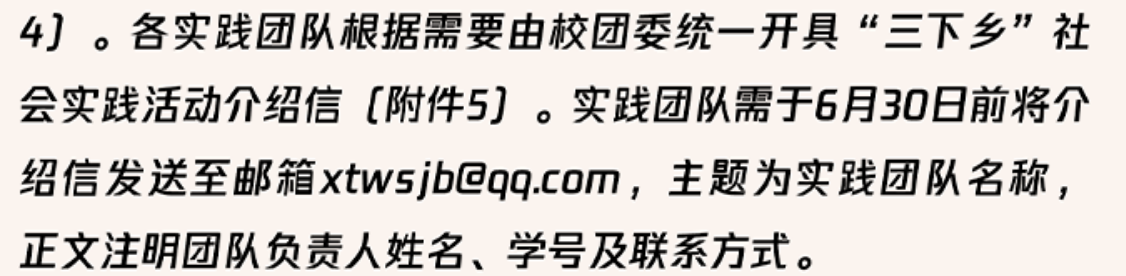 4）。各实践团队根据需要由校团委统一开具“三下乡”社
会实践活动介绍信（附件5）。实践团队需于6月30日前将介
绍信发送至邮箱xtwsjb@qq.com，主题为实践团队名称，
正文注明团队负责人姓名、学号及联系方式。